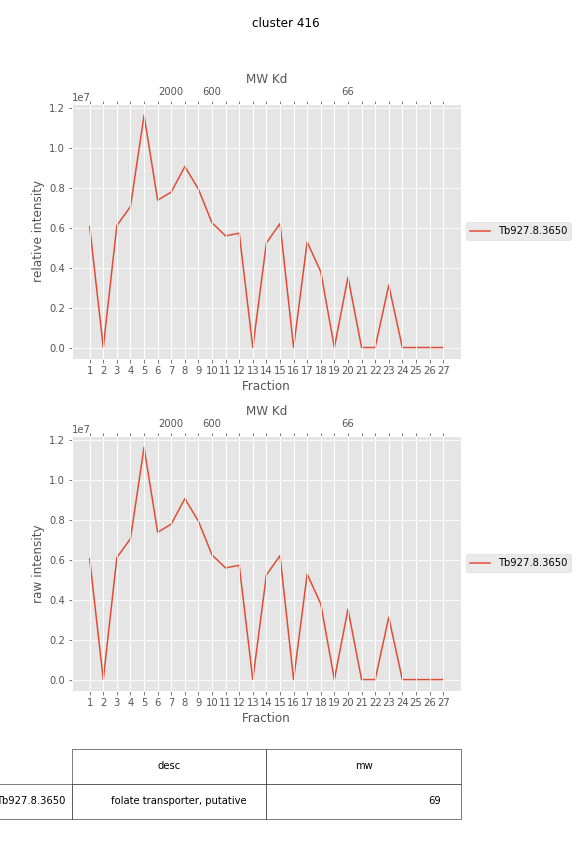 cluster 416
MW Kd
2000 600 66
1e7
1.2
1.0
0.8
0.6
0.4
0.2
0.0
relative intensity
Tb927.8.3650
1 2 3 4 5 6 7 8 9 10 11 12 13 14 15 16 17 18 19 20 21 22 23 24 25 26 27
Fraction
MW Kd
2000 600 66
1e7
1.2
1.0
0.8
0.6
0.4
0.2
0.0
raw intensity
Tb927.8.3650
1 2 3 4 5 6 7 8 9 10 11 12 13 14 15 16 17 18 19 20 21 22 23 24 25 26 27
Fraction
desc mw
b927.8.3650 folate transporter, putative 69